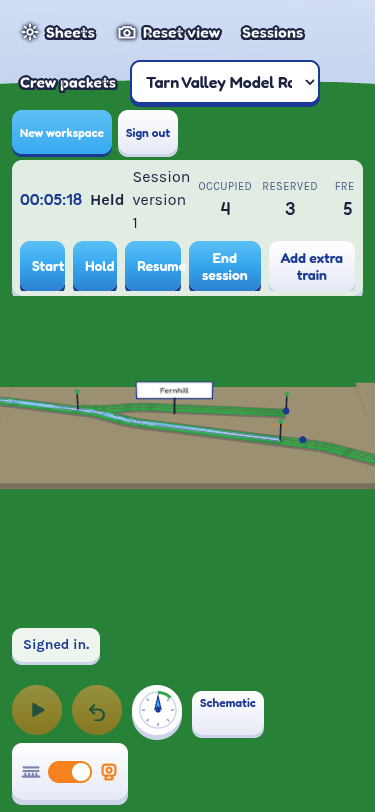 Sheets Reset view Sessions
Crew packets Tarn Valley Model Rc
New workspace Sign out
00:05:18 Held Session version 1
OCCUPIED 4
RESERVED 3
FRE 5
Start Hold Resume End session Add extra train
Fernhill
Signed in.
Schematic